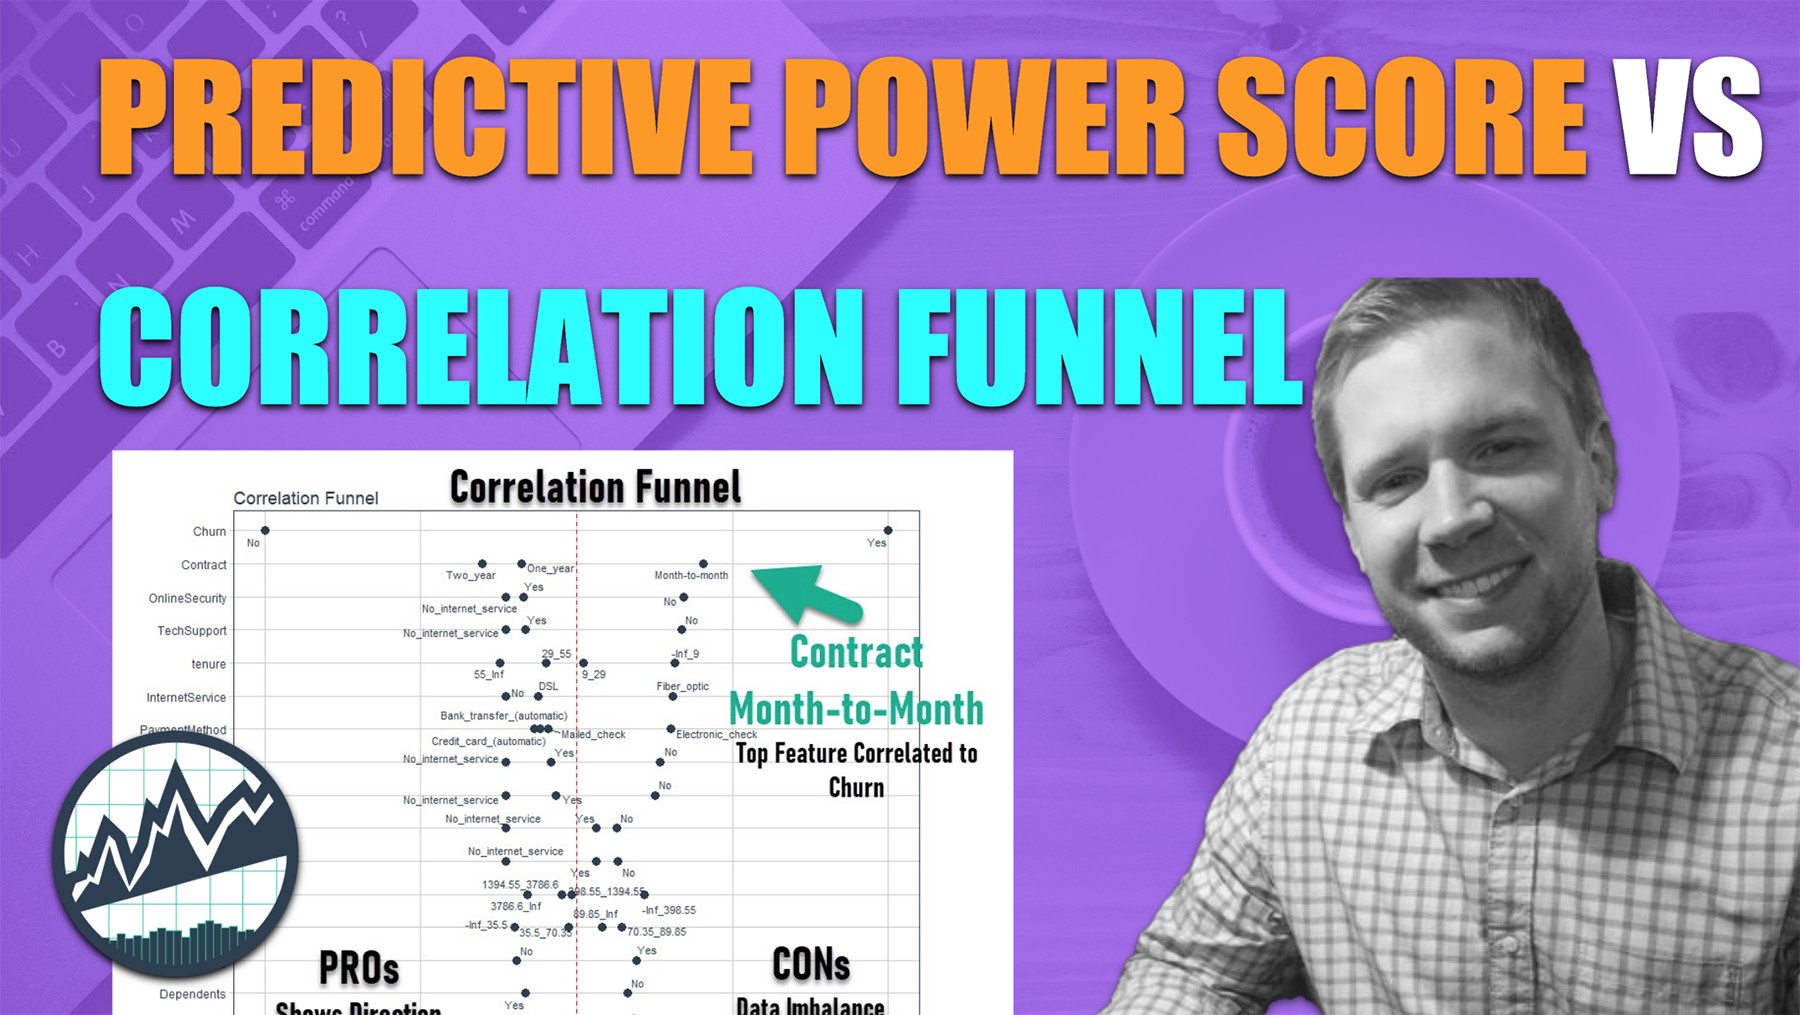 PREDICTIVE POWER SCORE VS
CORRELATION FUNNEL
Correlation Funnel
Correlation Funnel
Churn
No
Yes
Contract
Two_year
One_year
Month-to-month
OnlineSecurity
No_internet_service
Yes
No
TechSupport
No_internet_service
Yes
No
tenure
55_Inf
29_55
9_29
-Inf_9
InternetService
No
DSL
Fiber_optic
PaymentMethod
Bank_transfer_(automatic)
Credit_card_(automatic)
Mailed_check
Electronic_check
No_internet_service
Yes
No
No_internet_service
Yes
No
No_internet_service
Yes
No
No_internet_service
Yes
No
1394.55_3786.6
3786.6_Inf
398.55_1394.55
-Inf_398.55
-Inf_35.5
35.5_70.35
89.85_Inf
70.35_89.85
No
Yes
Dependents
Yes
No
Contract
Month-to-Month
Top Feature Correlated to
Churn
PROs
Shows Direction
CONs
Data Imbalance
command